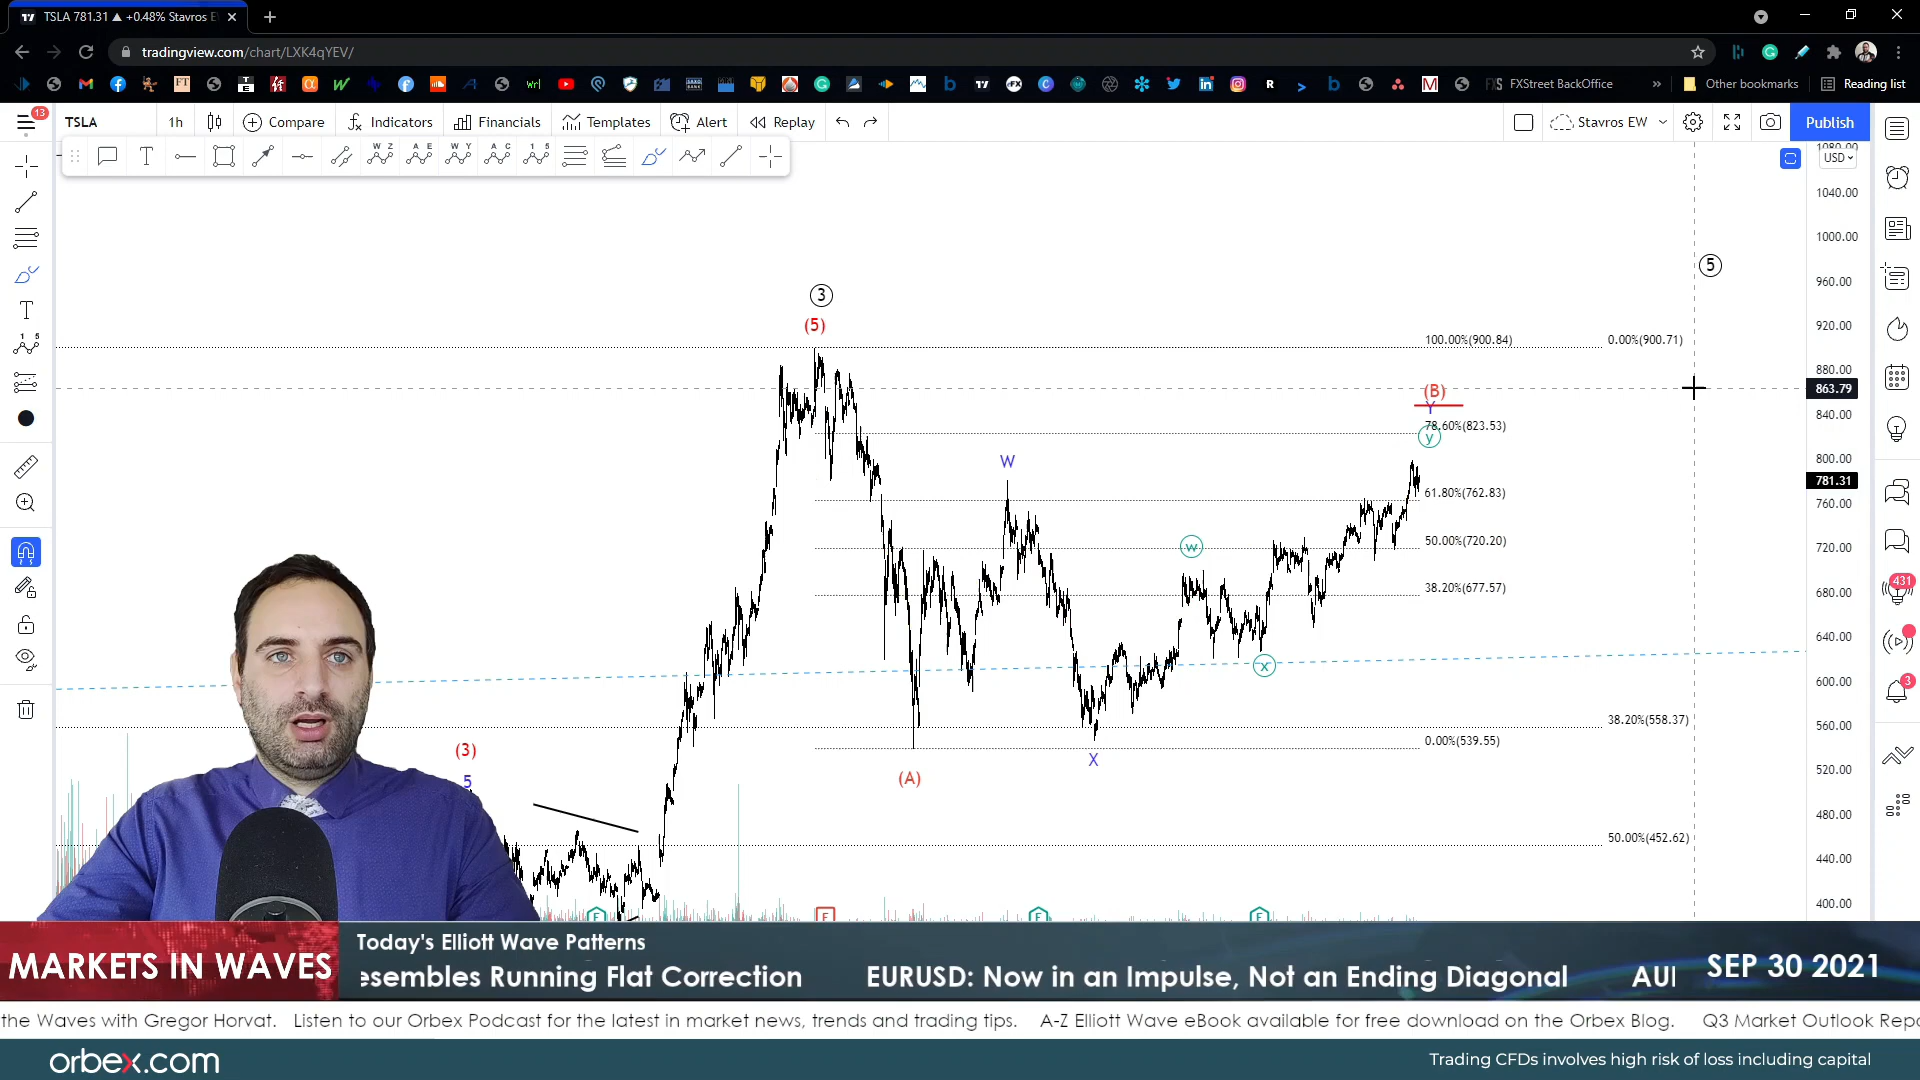 TSLA 781.31 ▲ +0.48% Stavros E
tradingview.com/chart/LXK4qYEV/
FXStreet BackOffice
Other bookmarks
Reading list
13
TSLA
1h
Compare
Indicators
Financials
Templates
Alert
Replay
Stavros EW
Publish
USD
1040.00
1000.00
960.00
920.00
880.00
863.79
840.00
800.00
781.31
760.00
720.00
680.00
640.00
600.00
560.00
520.00
480.00
440.00
400.00
431
3
5
3
(5)
100.00%(900.84)
0.00%(900.71)
(B)
Y
78.60%(823.53)
y
W
61.80%(762.83)
w
50.00%(720.20)
38.20%(677.57)
x
38.20%(558.37)
0.00%(539.55)
X
(A)
(3)
5
50.00%(452.62)
E
E
E
E
MARKETS IN WAVES
Today's Elliott Wave Patterns
esembles Running Flat Correction
EURUSD: Now in an Impulse, Not an Ending Diagonal
SEP 30 2021
the Waves with Gregor Horvat. Listen to our Orbex Podcast for the latest in market news, trends and trading tips. A-Z Elliott Wave eBook available for free download on the Orbex Blog. Q3 Market Outlook Repo
orbex.com
Trading CFDs involves high risk of loss including capital